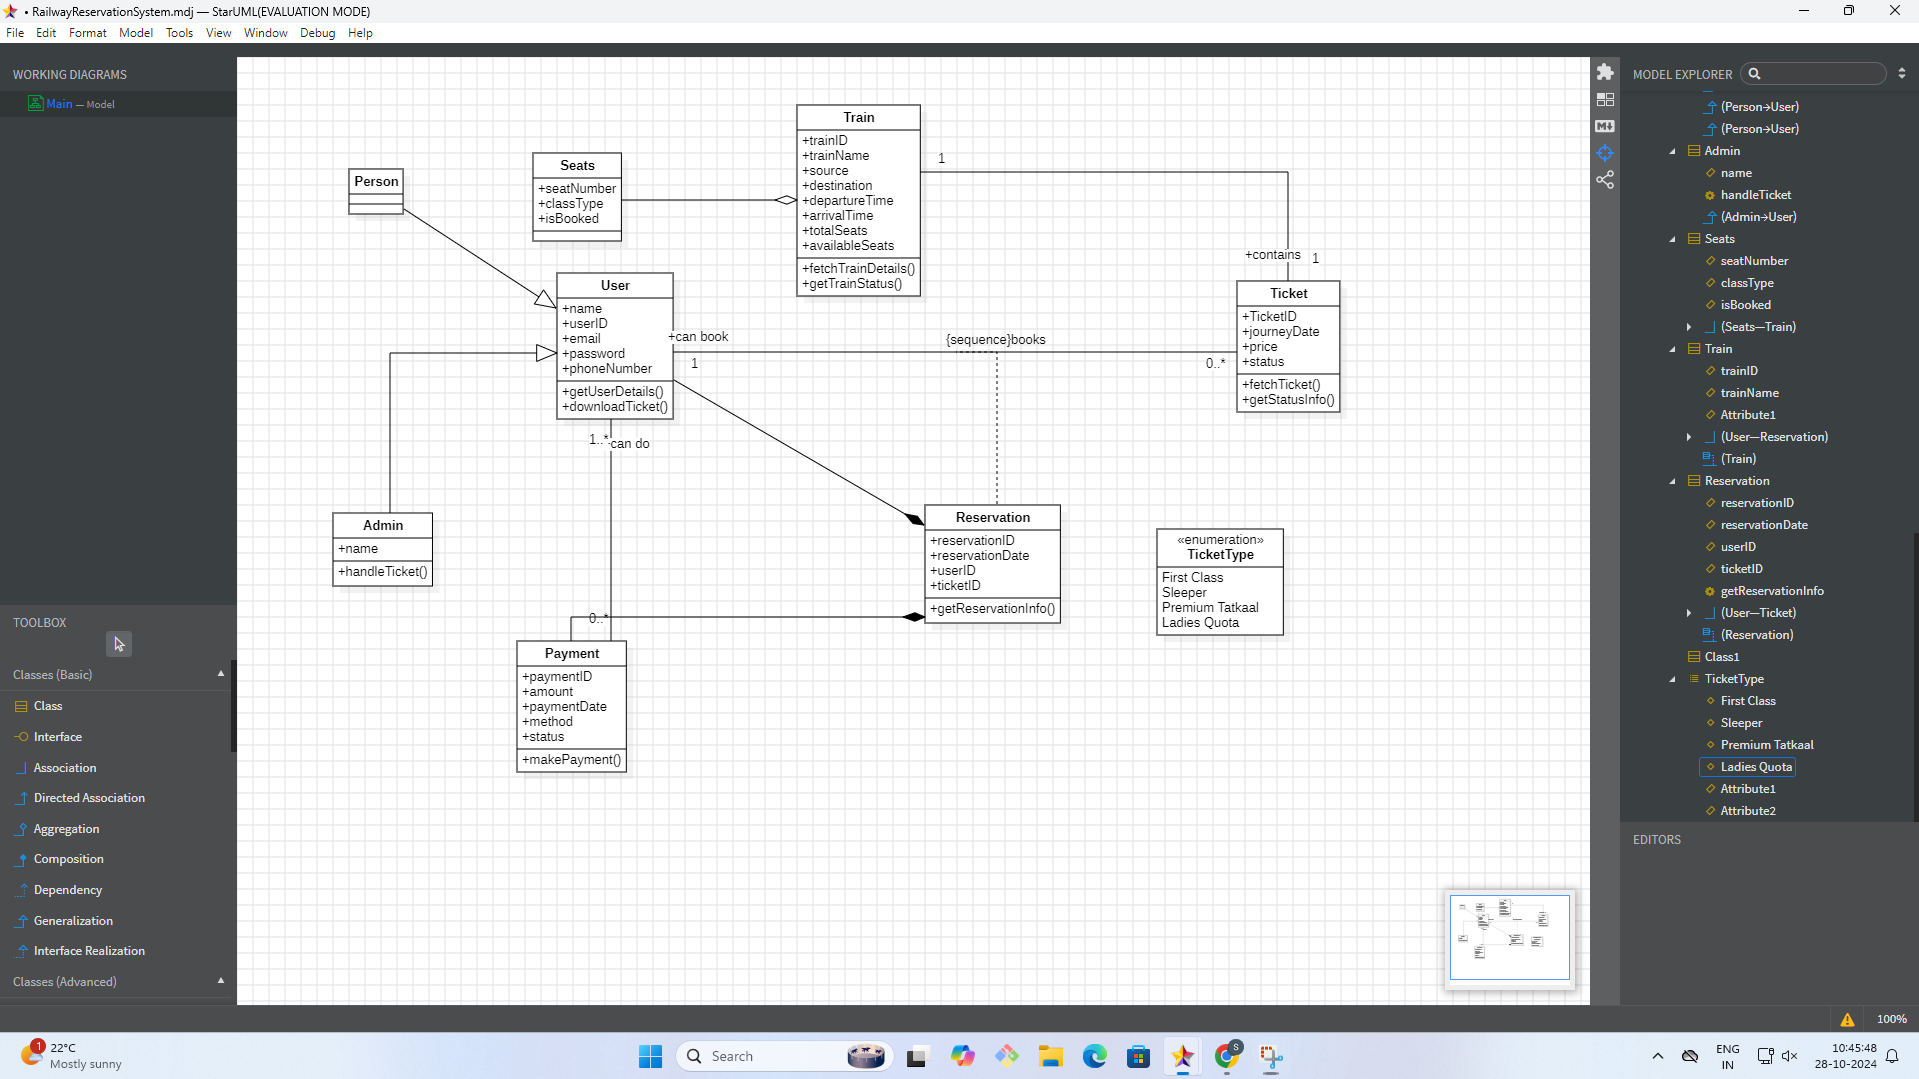 • RailwayReservationSystem.mdj — StarUML(EVALUATION MODE)
File Edit Format Model Tools View Window Debug Help
WORKING DIAGRAMS
Main — Model
TOOLBOX
Classes (Basic)
Class
Interface
Association
Directed Association
Aggregation
Composition
Dependency
Generalization
Interface Realization
Classes (Advanced)
Person
Seats
+seatNumber
+classType
+isBooked
Train
+trainID
+trainName
+source
+destination
+departureTime
+arrivalTime
+totalSeats
+availableSeats
+fetchTrainDetails()
+getTrainStatus()
1
+contains
1
User
+name
+userID
+email
+password
+phoneNumber
+getUserDetails()
+downloadTicket()
+can book
1
{sequence}books
0..*
Ticket
+TicketID
+journeyDate
+price
+status
+fetchTicket()
+getStatusInfo()
1..*
can do
Admin
+name
+handleTicket()
Reservation
+reservationID
+reservationDate
+userID
+ticketID
+getReservationInfo()
«enumeration»
TicketType
First Class
Sleeper
Premium Tatkaal
Ladies Quota
0..*
Payment
+paymentID
+amount
+paymentDate
+method
+status
+makePayment()
M
MODEL EXPLORER
(Person→User)
(Person→User)
Admin
name
handleTicket
(Admin→User)
Seats
seatNumber
classType
isBooked
(Seats—Train)
Train
trainID
trainName
Attribute1
(User—Reservation)
(Train)
Reservation
reservationID
reservationDate
userID
ticketID
getReservationInfo
(User—Ticket)
(Reservation)
Class1
TicketType
First Class
Sleeper
Premium Tatkaal
Ladies Quota
Attribute1
Attribute2
EDITORS
100%
1
22°C
Mostly sunny
Search
S
ENG
IN
10:45:48
28-10-2024